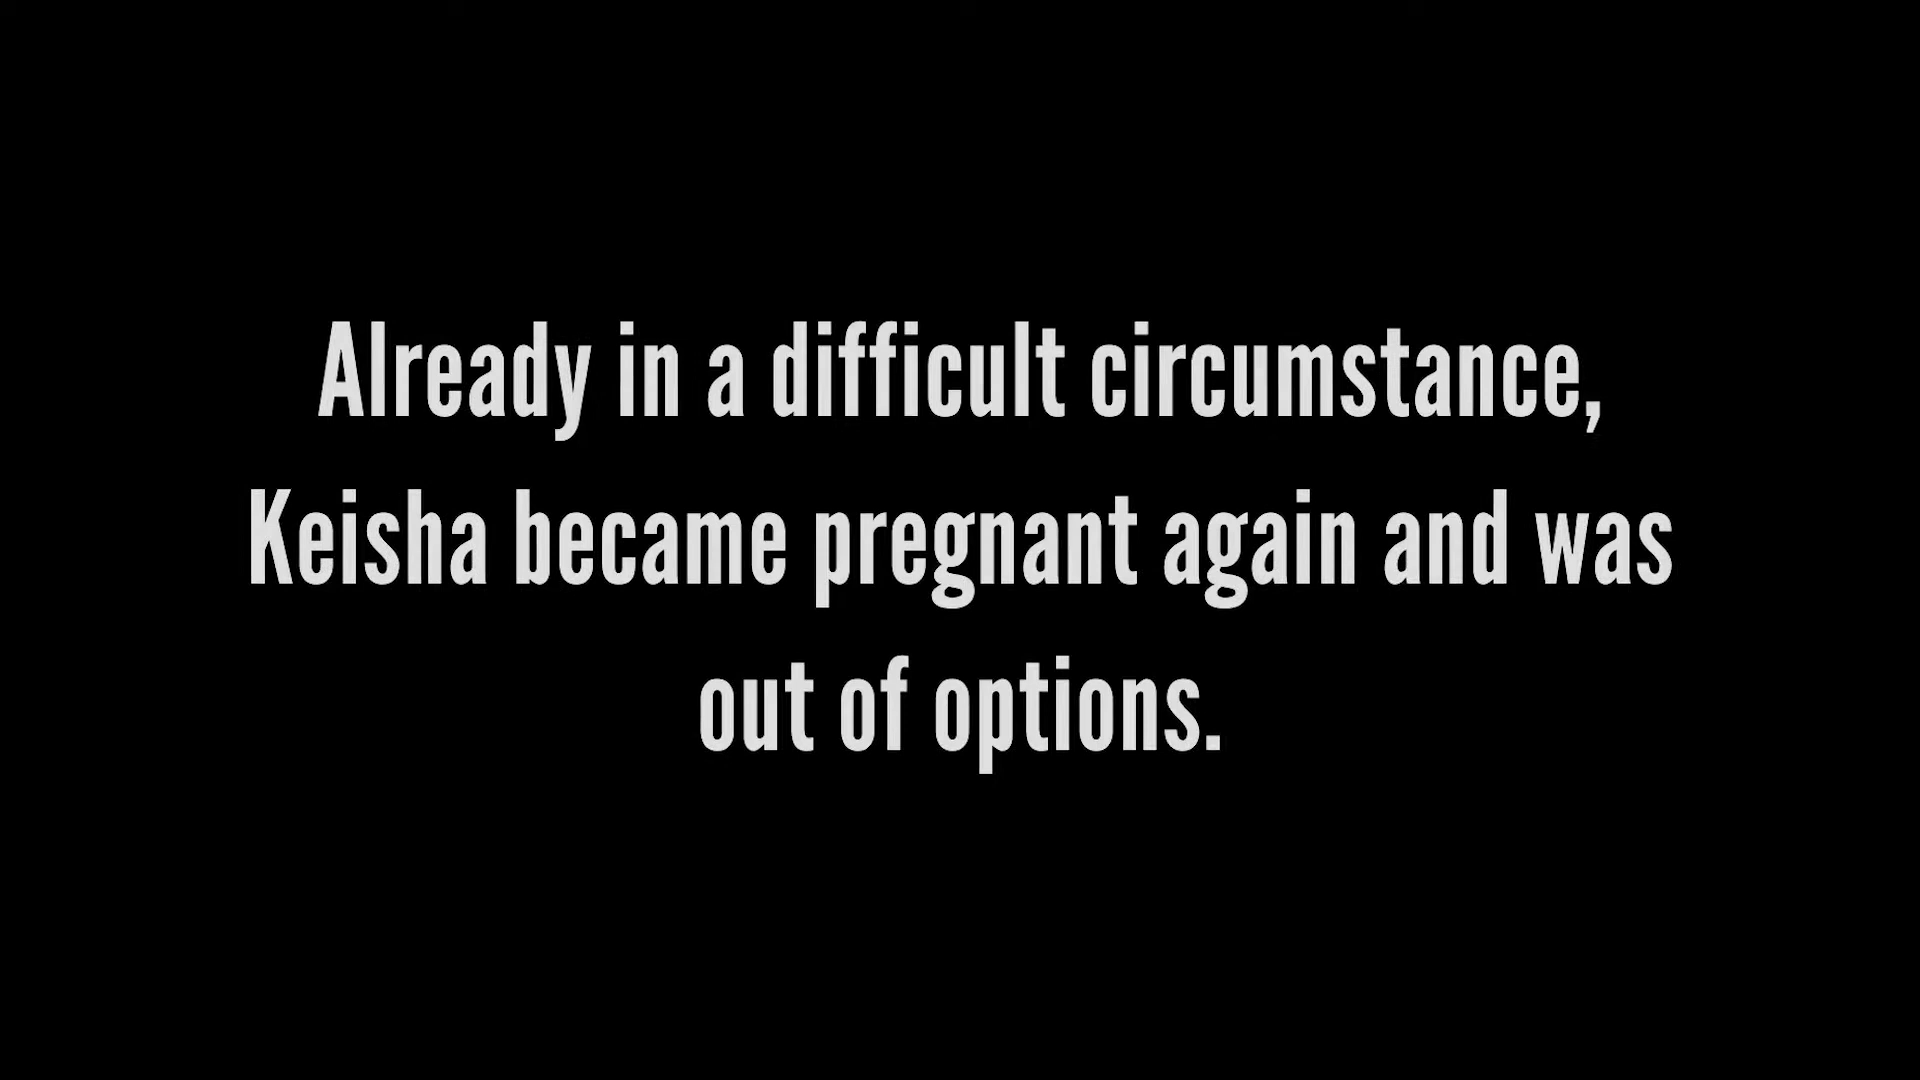 Already in a difficult circumstance,
Keisha became pregnant again and was
out of options.